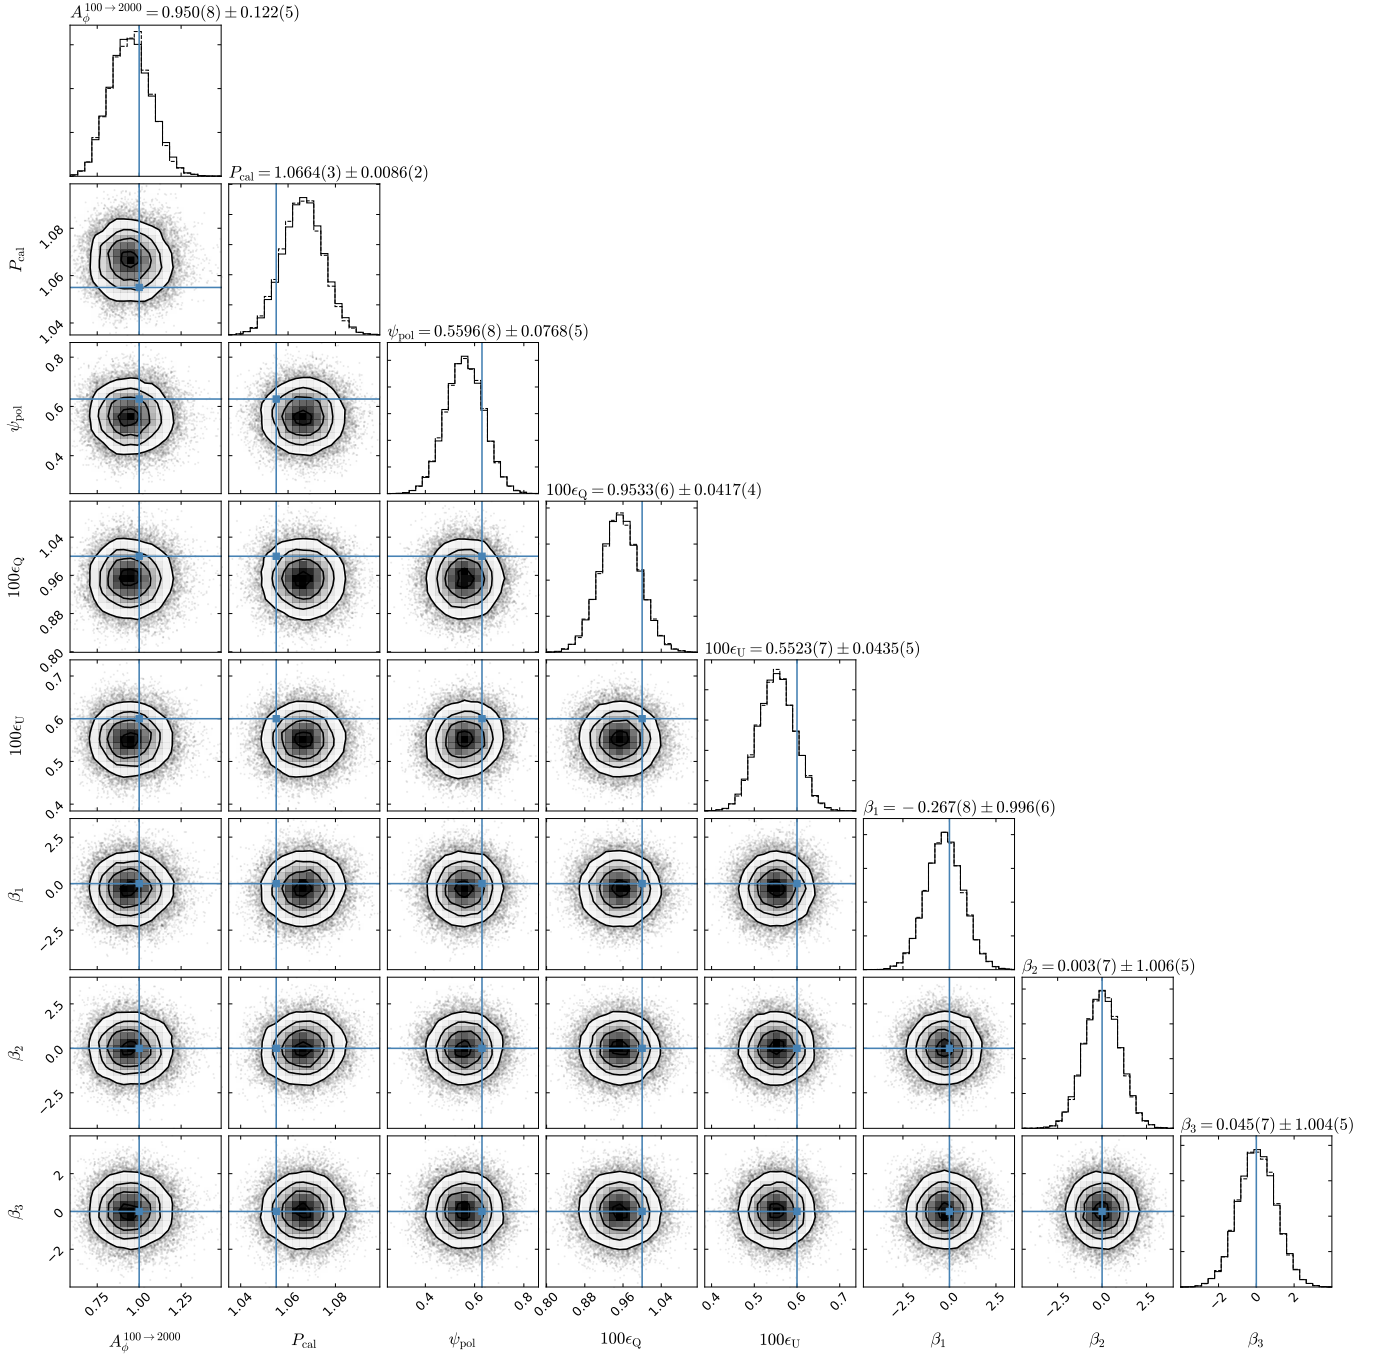 A_ϕ^{100→2000} = 0.950(8) ± 0.122(5)
P_cal = 1.0664(3) ± 0.0086(2)
1.08
1.06
1.04
P_cal
ψ_pol = 0.5596(8) ± 0.0768(5)
0.8
0.6
0.4
ψ_pol
100ϵ_Q = 0.9533(6) ± 0.0417(4)
1.04
0.96
0.88
0.80
100ϵ_Q
100ϵ_U = 0.5523(7) ± 0.0435(5)
0.7
0.6
0.5
0.4
100ϵ_U
β_1 = −0.267(8) ± 0.996(6)
2.5
0.0
−2.5
β_1
β_2 = 0.003(7) ± 1.006(5)
2.5
0.0
−2.5
β_2
β_3 = 0.045(7) ± 1.004(5)
2
0
−2
β_3
0.75 1.00 1.25 1.04 1.06 1.08 0.4 0.6 0.8 0.80 0.88 0.96 1.04 0.4 0.5 0.6 0.7 −2.5 0.0 2.5 −2.5 0.0 2.5 −2 0 2
A_ϕ^{100→2000} P_cal ψ_pol 100ϵ_Q 100ϵ_U β_1 β_2 β_3